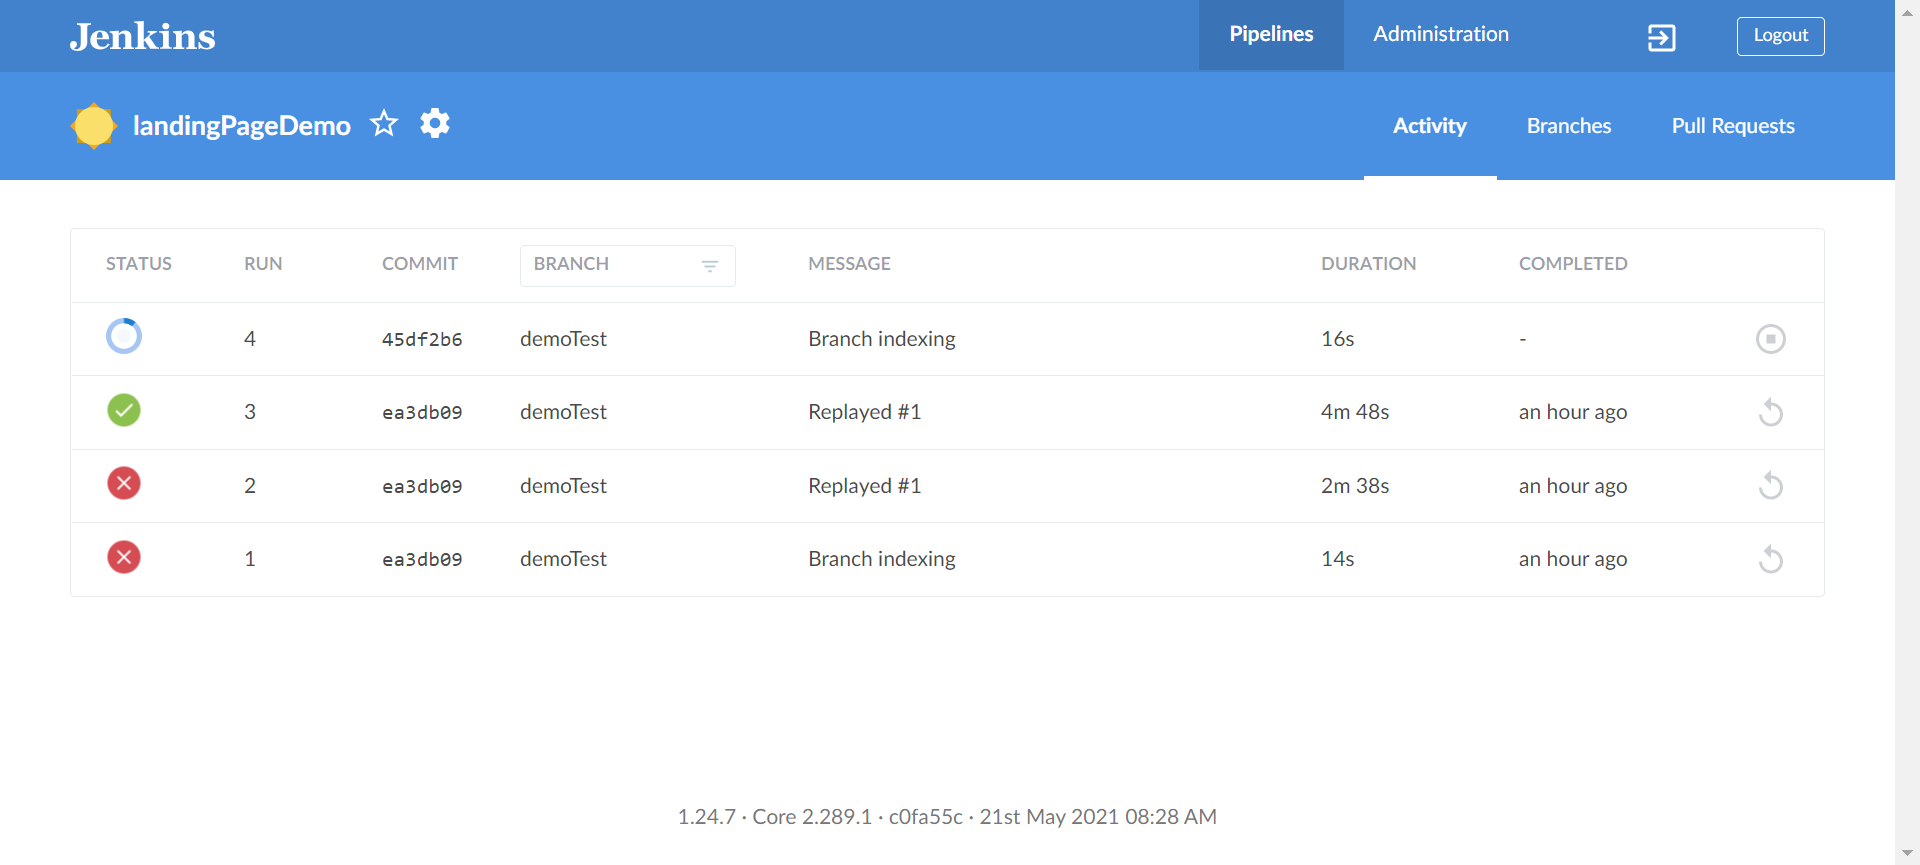 Jenkins
Pipelines Administration Logout
landingPageDemo Activity Branches Pull Requests
STATUS RUN COMMIT BRANCH MESSAGE DURATION COMPLETED
4 45df2b6 demoTest Branch indexing 16s -
3 ea3db09 demoTest Replayed #1 4m 48s an hour ago
2 ea3db09 demoTest Replayed #1 2m 38s an hour ago
1 ea3db09 demoTest Branch indexing 14s an hour ago
1.24.7 · Core 2.289.1 · c0fa55c · 21st May 2021 08:28 AM